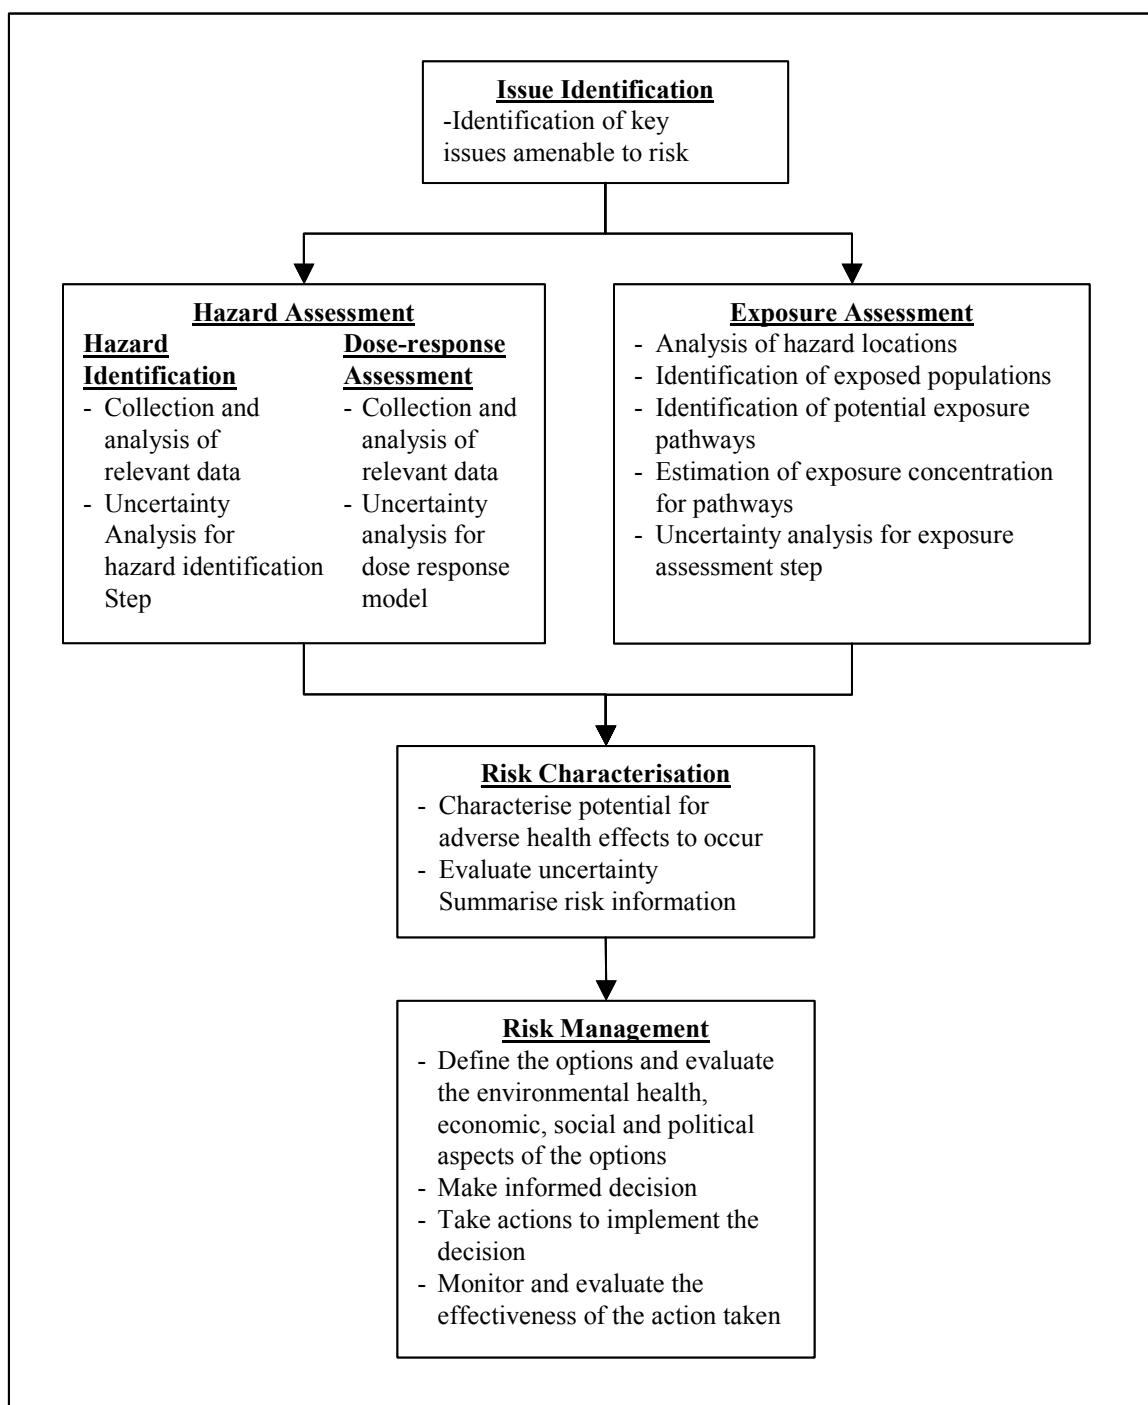 Issue Identification
-Identification of key
issues amenable to risk
Hazard Assessment
Hazard
Identification
- Collection and
analysis of
relevant data
- Uncertainty
Analysis for
hazard identification
Step
Dose-response
Assessment
- Collection and
analysis of
relevant data
- Uncertainty
analysis for
dose response
model
Exposure Assessment
- Analysis of hazard locations
- Identification of exposed populations
- Identification of potential exposure
pathways
- Estimation of exposure concentration
for pathways
- Uncertainty analysis for exposure
assessment step
Risk Characterisation
- Characterise potential for
adverse health effects to occur
- Evaluate uncertainty
Summarise risk information
Risk Management
- Define the options and evaluate
the environmental health,
economic, social and political
aspects of the options
- Make informed decision
- Take actions to implement the
decision
- Monitor and evaluate the
effectiveness of the action taken